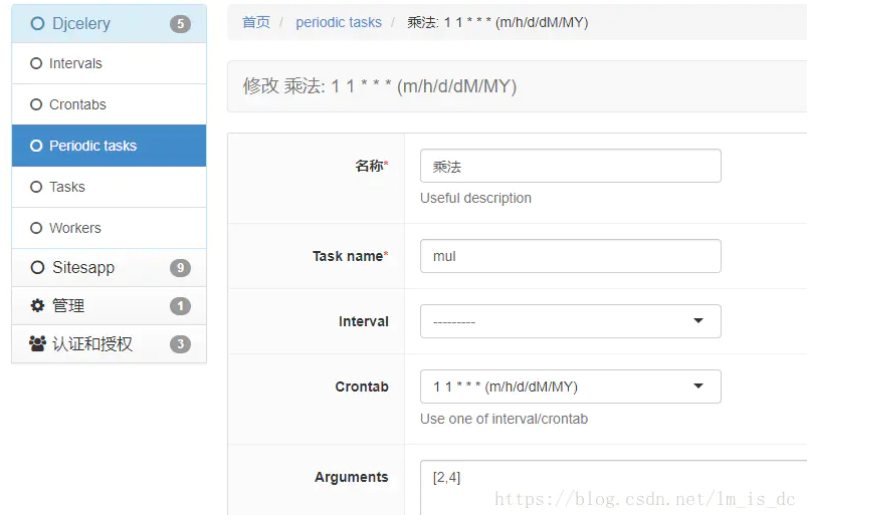 Djcelery 5
Intervals
Crontabs
Periodic tasks
Tasks
Workers
Sitesapp 9
管理 1
认证和授权 3
首页 / periodic tasks / 乘法: 1 1 * * * (m/h/d/dM/MY)
修改 乘法: 1 1 * * * (m/h/d/dM/MY)
名称* 乘法
Useful description
Task name* mul
Interval ---------
Crontab 1 1 * * * (m/h/d/dM/MY)
Use one of interval/crontab
Arguments [2,4]
https://blog.csdn.net/lm_is_dc